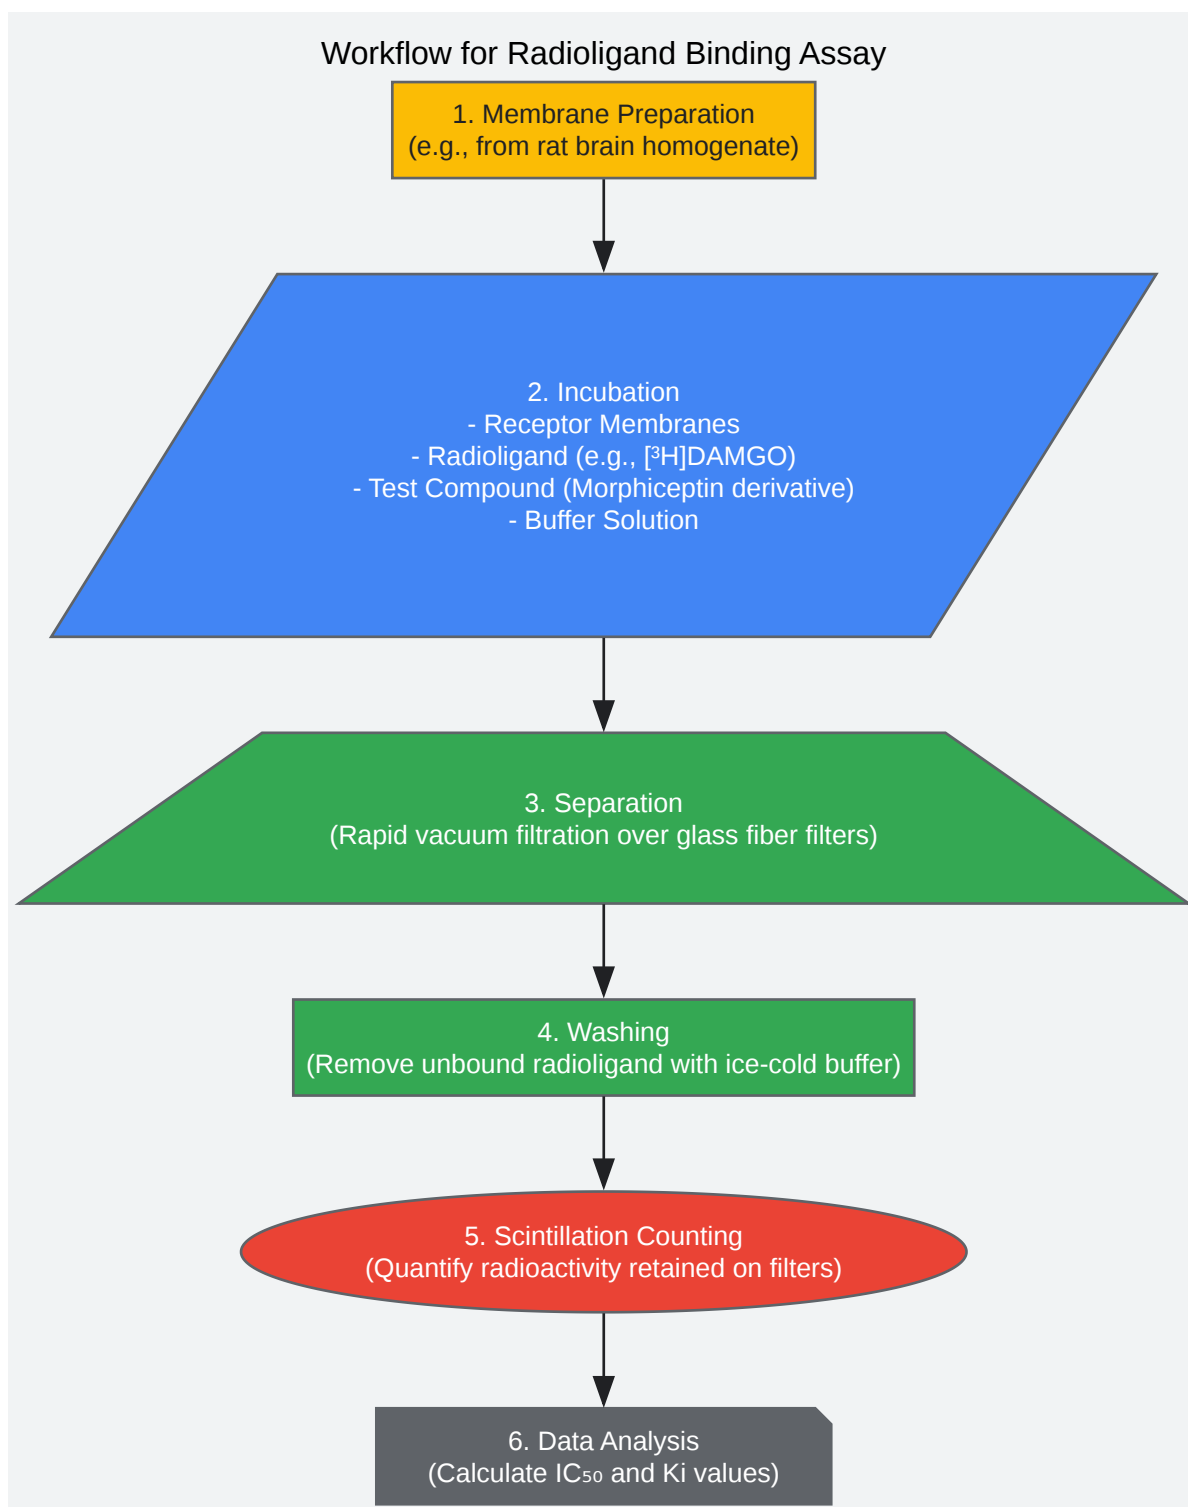 Workflow for Radioligand Binding Assay
1. Membrane Preparation
(e.g., from rat brain homogenate)
2. Incubation
- Receptor Membranes
- Radioligand (e.g., [³H]DAMGO)
- Test Compound (Morphiceptin derivative)
- Buffer Solution
3. Separation
(Rapid vacuum filtration over glass fiber filters)
4. Washing
(Remove unbound radioligand with ice-cold buffer)
5. Scintillation Counting
(Quantify radioactivity retained on filters)
6. Data Analysis
(Calculate IC₅₀ and Ki values)